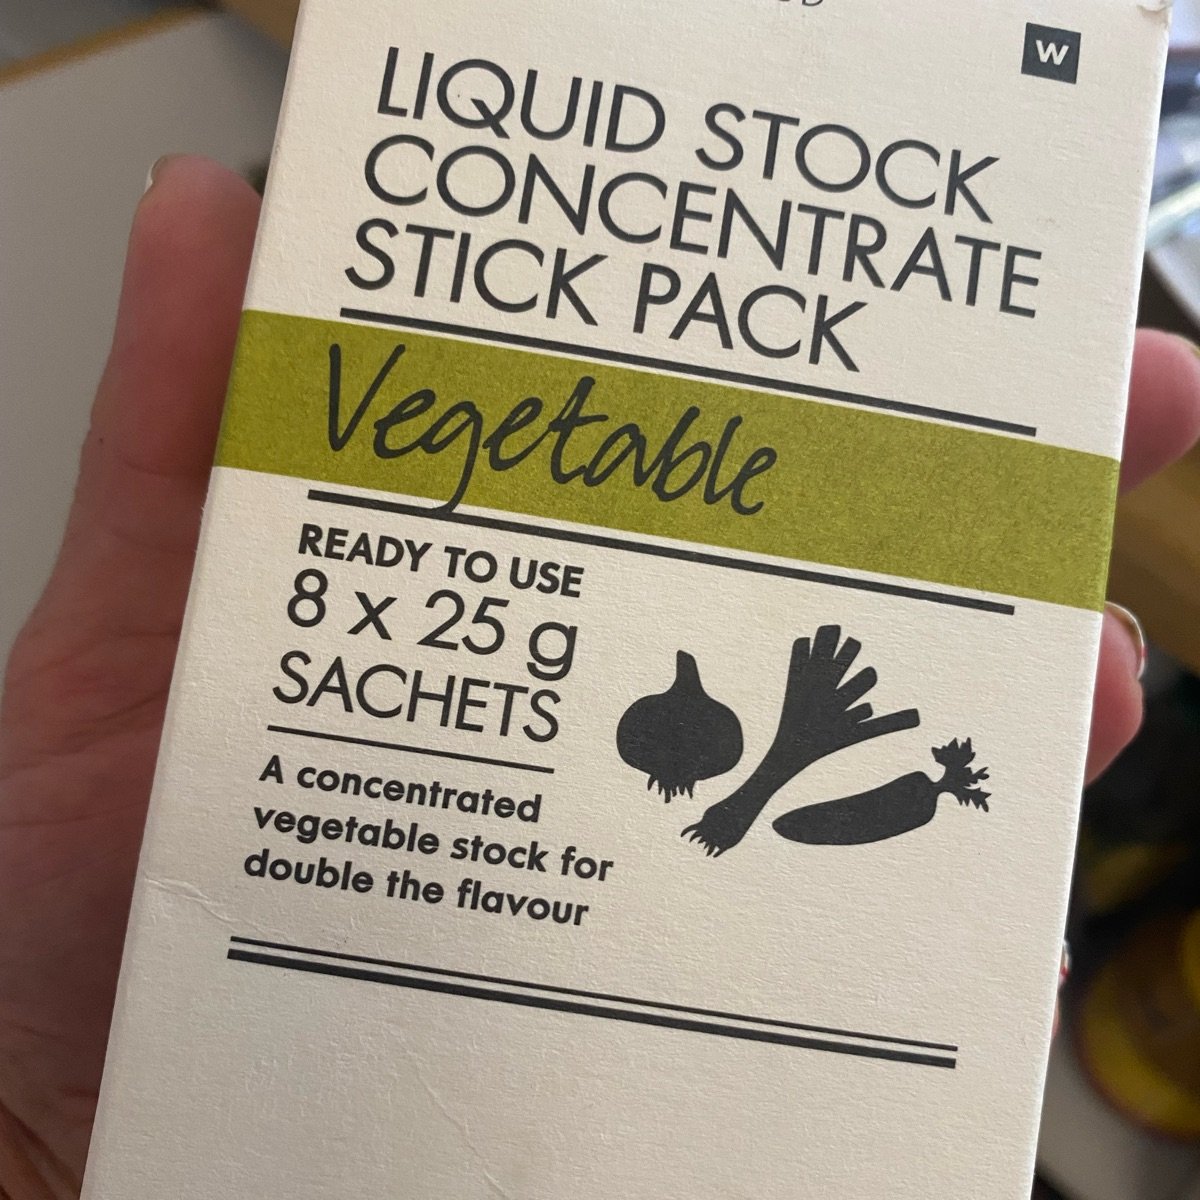 W
LIQUID STOCK
CONCENTRATE
STICK PACK
Vegetable
READY TO USE
8 x 25 g
SACHETS
A concentrated
vegetable stock for
double the flavour